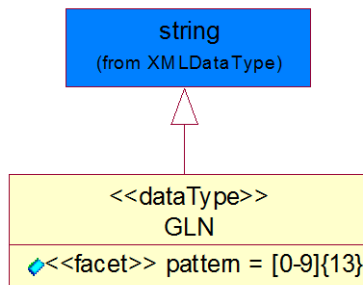 string
(from XMLDataType)
<<dataType>>
GLN
<<facet>> pattern = [0-9]{13}